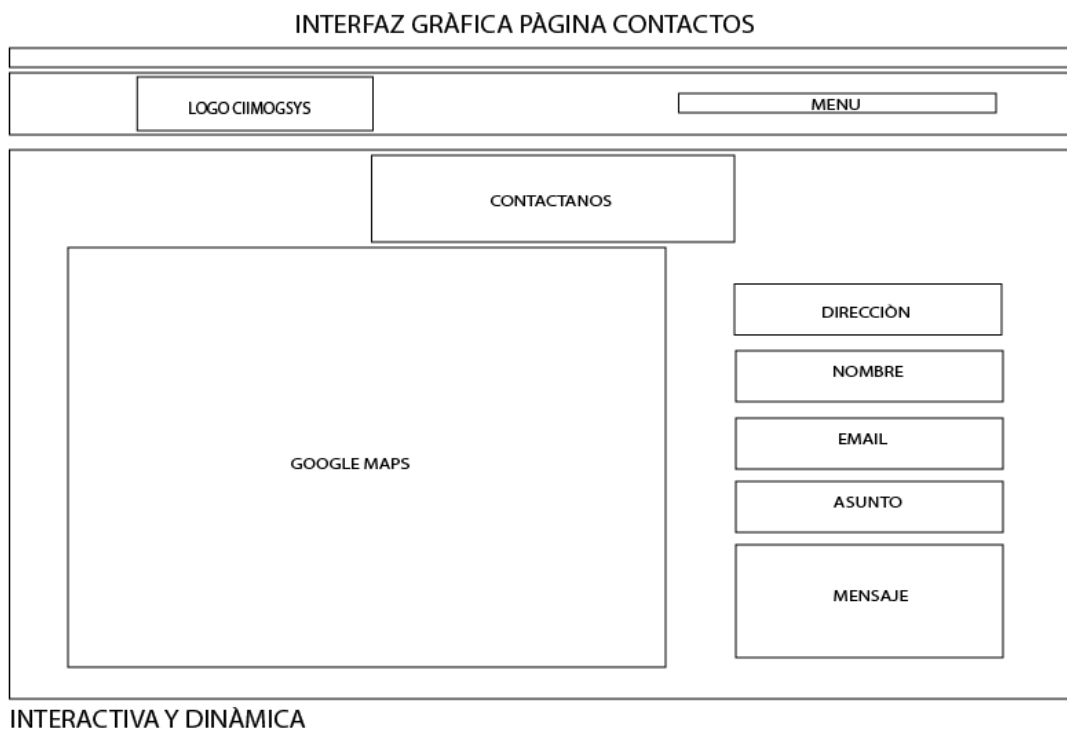 INTERFAZ GRÀFICA PÀGINA CONTACTOS
LOGO CIIMOGSYS
MENU
CONTACTANOS
DIRECCIÒN
NOMBRE
EMAIL
GOOGLE MAPS
ASUNTO
MENSAJE
INTERACTIVA Y DINÀMICA